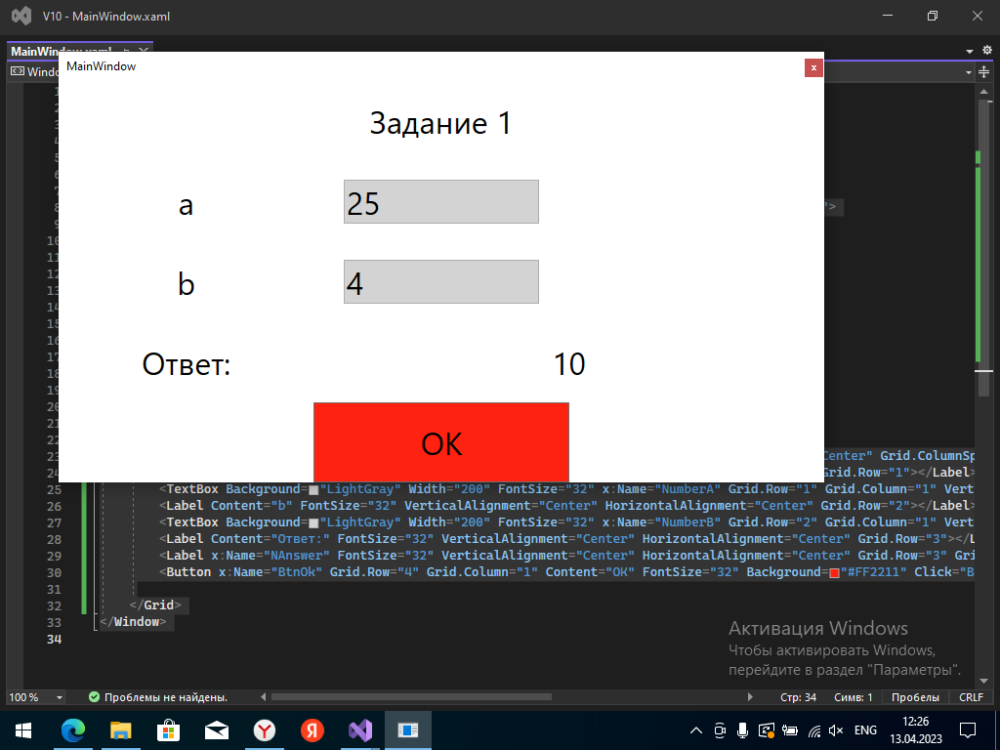 V10 - MainWindow.xaml
MainWindow.xaml
MainWindow
x
Задание 1
a
25
b
4
Ответ:
10
OK
1
2
3
4
5
6
7
8
">
9
10
11
12
13
14
15
16
17
18
19
20
21
22
23 Center" Grid.ColumnSp
24 Grid.Row="1"></Label>
25 <TextBox Background="LightGray" Width="200" FontSize="32" x:Name="NumberA" Grid.Row="1" Grid.Column="1" Vert
26 <Label Content="b" FontSize="32" VerticalAlignment="Center" HorizontalAlignment="Center" Grid.Row="2"></Label>
27 <TextBox Background="LightGray" Width="200" FontSize="32" x:Name="NumberB" Grid.Row="2" Grid.Column="1" Vert
28 <Label Content="Ответ:" FontSize="32" VerticalAlignment="Center" HorizontalAlignment="Center" Grid.Row="3"></L
29 <Label x:Name="NAnswer" FontSize="32" VerticalAlignment="Center" HorizontalAlignment="Center" Grid.Row="3" Gri
30 <Button x:Name="BtnOk" Grid.Row="4" Grid.Column="1" Content="OK" FontSize="32" Background="#FF2211" Click="B
31
32 </Grid>
33 </Window>
34
Активация Windows
Чтобы активировать Windows,
перейдите в раздел "Параметры".
100 % Проблемы не найдены. Стр: 34 Симв: 1 Пробелы CRLF
ENG
12:26
13.04.2023